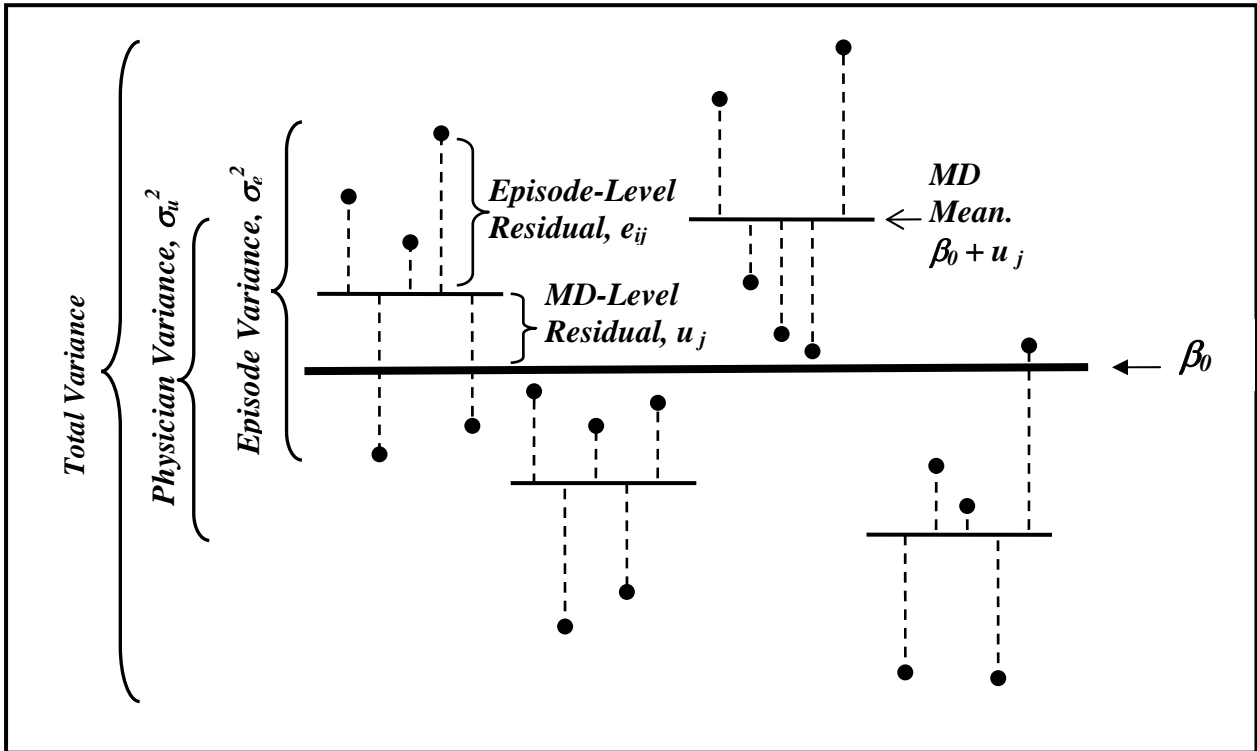 Total Variance
Physician Variance, σu²
Episode Variance, σe²
Episode-Level
Residual, eij
MD-Level
Residual, u j
MD
Mean.
β0 + u j
β0